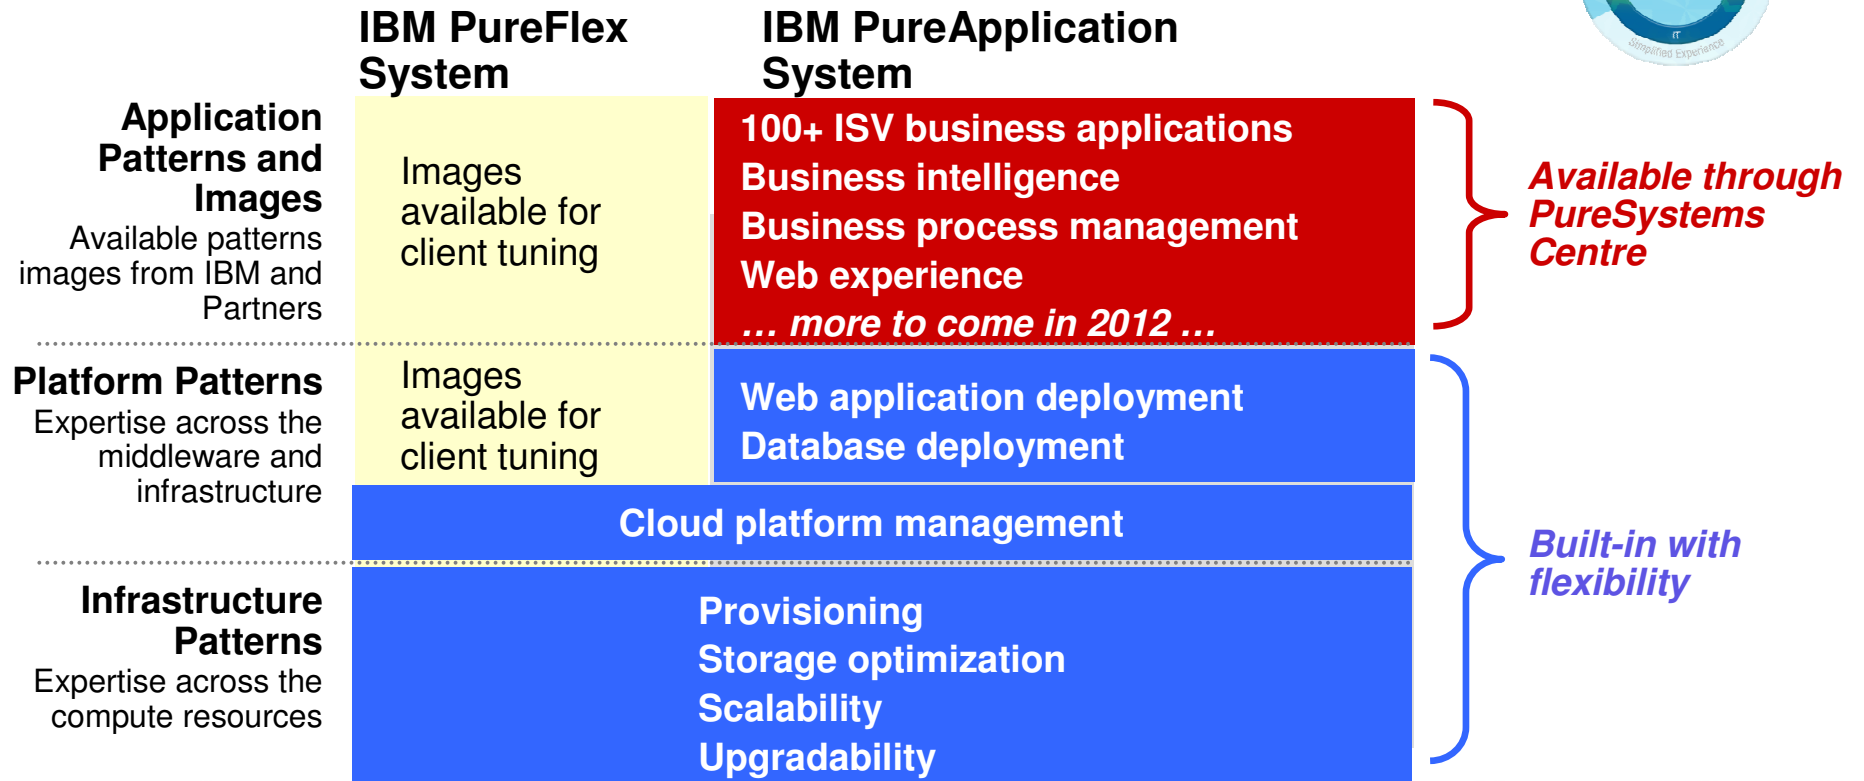 IBM PureFlex
System
IBM PureApplication
System
IT
Simplified Experience
Application
Patterns and
Images
Available patterns
images from IBM and
Partners
Images
available for
client tuning
100+ ISV business applications
Business intelligence
Business process management
Web experience
… more to come in 2012 …
Available through
PureSystems
Centre
Platform Patterns
Expertise across the
middleware and
infrastructure
Images
available for
client tuning
Web application deployment
Database deployment
Cloud platform management
Built-in with
flexibility
Infrastructure
Patterns
Expertise across the
compute resources
Provisioning
Storage optimization
Scalability
Upgradability